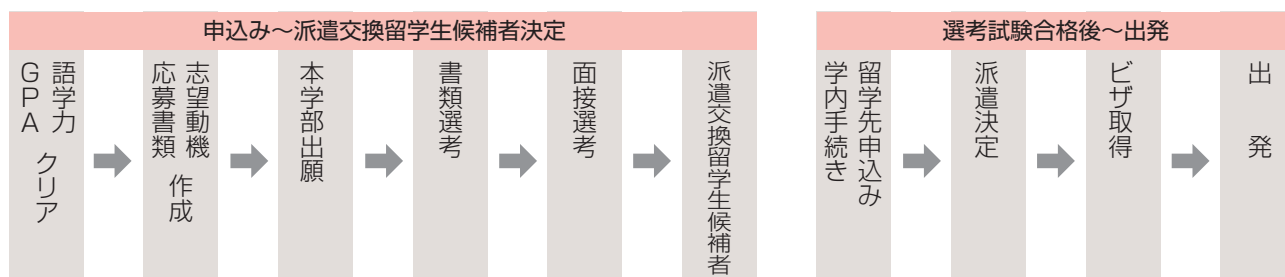 申込み～派遣交換留学生候補者決定
語学力
GPA クリア
志望動機
応募書類 作成
本学部出願
書類選考
面接選考
派遣交換留学生候補者
選考試験合格後～出発
留学先申込み
学内手続き
派遣決定
ビザ取得
出発